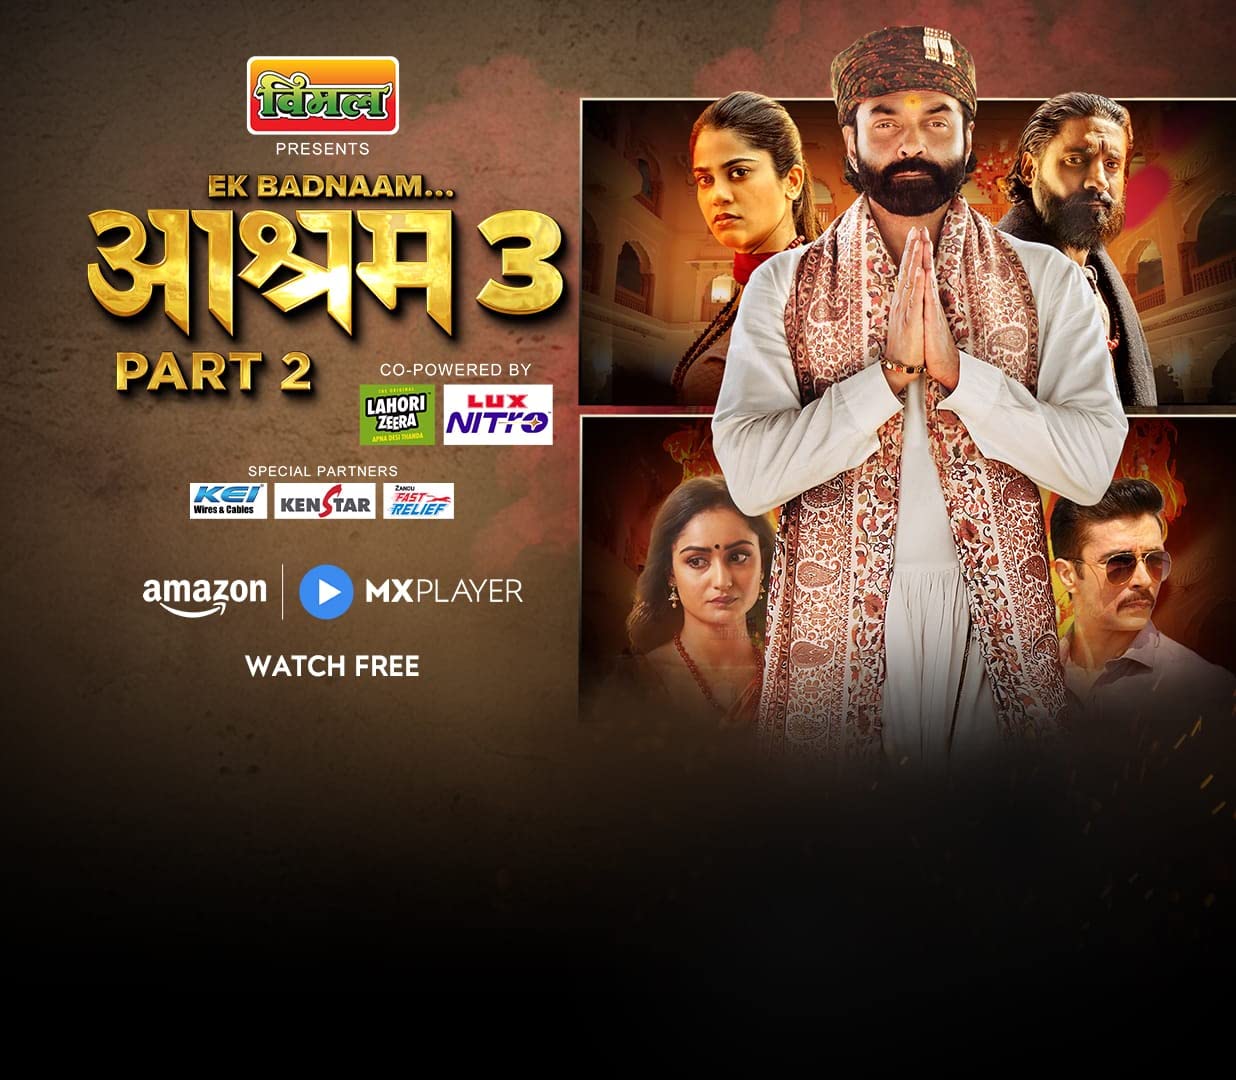 विमल
PRESENTS
EK BADNAAM...
आश्रम 3
PART 2
CO-POWERED BY
THE ORIGINAL
LAHORI
ZEERA
APNA DESI THANDA
LUX
NITRO
SPECIAL PARTNERS
KEI
Wires & Cables
KENSTAR
ZANDU
FAST
RELIEF
amazon
MXPLAYER
WATCH FREE